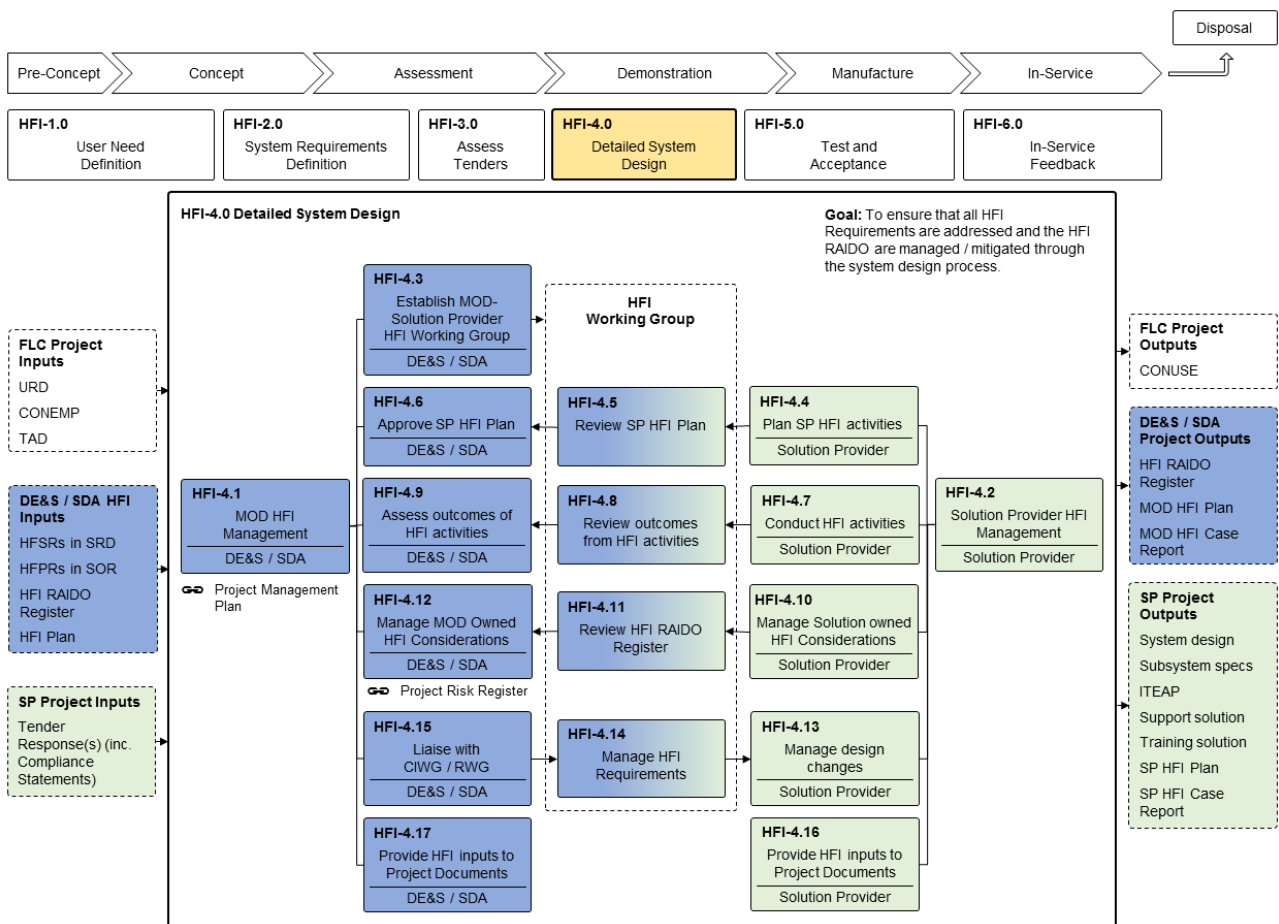 Disposal
Pre-Concept
Concept
Assessment
Demonstration
Manufacture
In-Service
HFI-1.0
User Need
Definition
HFI-2.0
System Requirements
Definition
HFI-3.0
Assess
Tenders
HFI-4.0
Detailed System
Design
HFI-5.0
Test and
Acceptance
HFI-6.0
In-Service
Feedback
HFI-4.0 Detailed System Design
Goal: To ensure that all HFI
Requirements are addressed and the HFI
RAIDO are managed / mitigated through
the system design process.
FLC Project
Inputs
URD
CONEMP
TAD
DE&S / SDA HFI
Inputs
HFSRs in SRD
HFPRs in SOR
HFI RAIDO
Register
HFI Plan
SP Project Inputs
Tender
Response(s) (inc.
Compliance
Statements)
HFI-4.1
MOD HFI
Management
DE&S / SDA
Project Management
Plan
HFI-4.3
Establish MOD-
Solution Provider
HFI Working Group
DE&S / SDA
HFI-4.6
Approve SP HFI Plan
DE&S / SDA
HFI-4.9
Assess outcomes of
HFI activities
DE&S / SDA
HFI-4.12
Manage MOD Owned
HFI Considerations
DE&S / SDA
Project Risk Register
HFI-4.15
Liaise with
CIWG / RWG
DE&S / SDA
HFI-4.17
Provide HFI inputs to
Project Documents
DE&S / SDA
HFI
Working Group
HFI-4.5
Review SP HFI Plan
HFI-4.8
Review outcomes
from HFI activities
HFI-4.11
Review HFI RAIDO
Register
HFI-4.14
Manage HFI
Requirements
HFI-4.4
Plan SP HFI activities
Solution Provider
HFI-4.7
Conduct HFI activities
Solution Provider
HFI-4.10
Manage Solution owned
HFI Considerations
Solution Provider
HFI-4.13
Manage design
changes
Solution Provider
HFI-4.16
Provide HFI inputs to
Project Documents
Solution Provider
HFI-4.2
Solution Provider HFI
Management
Solution Provider
FLC Project
Outputs
CONUSE
DE&S / SDA
Project Outputs
HFI RAIDO
Register
MOD HFI Plan
MOD HFI Case
Report
SP Project
Outputs
System design
Subsystem specs
ITEAP
Support solution
Training solution
SP HFI Plan
SP HFI Case
Report